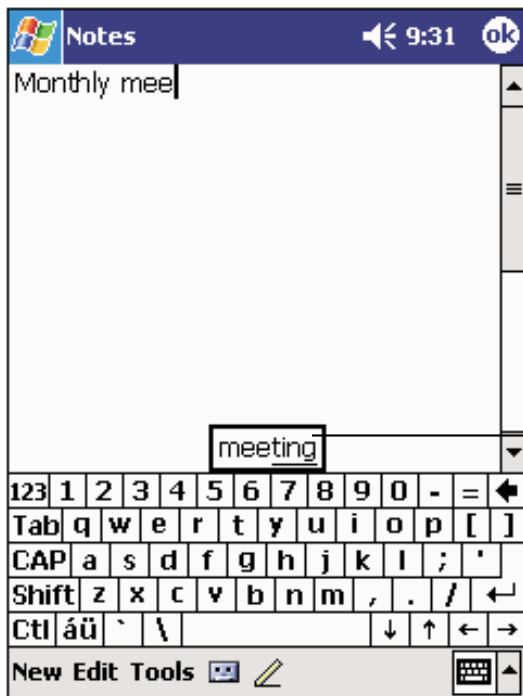 Notes 9:31 ok
Monthly mee
meeting
123 1 2 3 4 5 6 7 8 9 0 - =
Tab q w e r t y u i o p [ ]
CAP a s d f g h j k l ; '
Shift z x c v b n m , . /
Ctl áü ` \ ↓ ↑ ← →
New Edit Tools